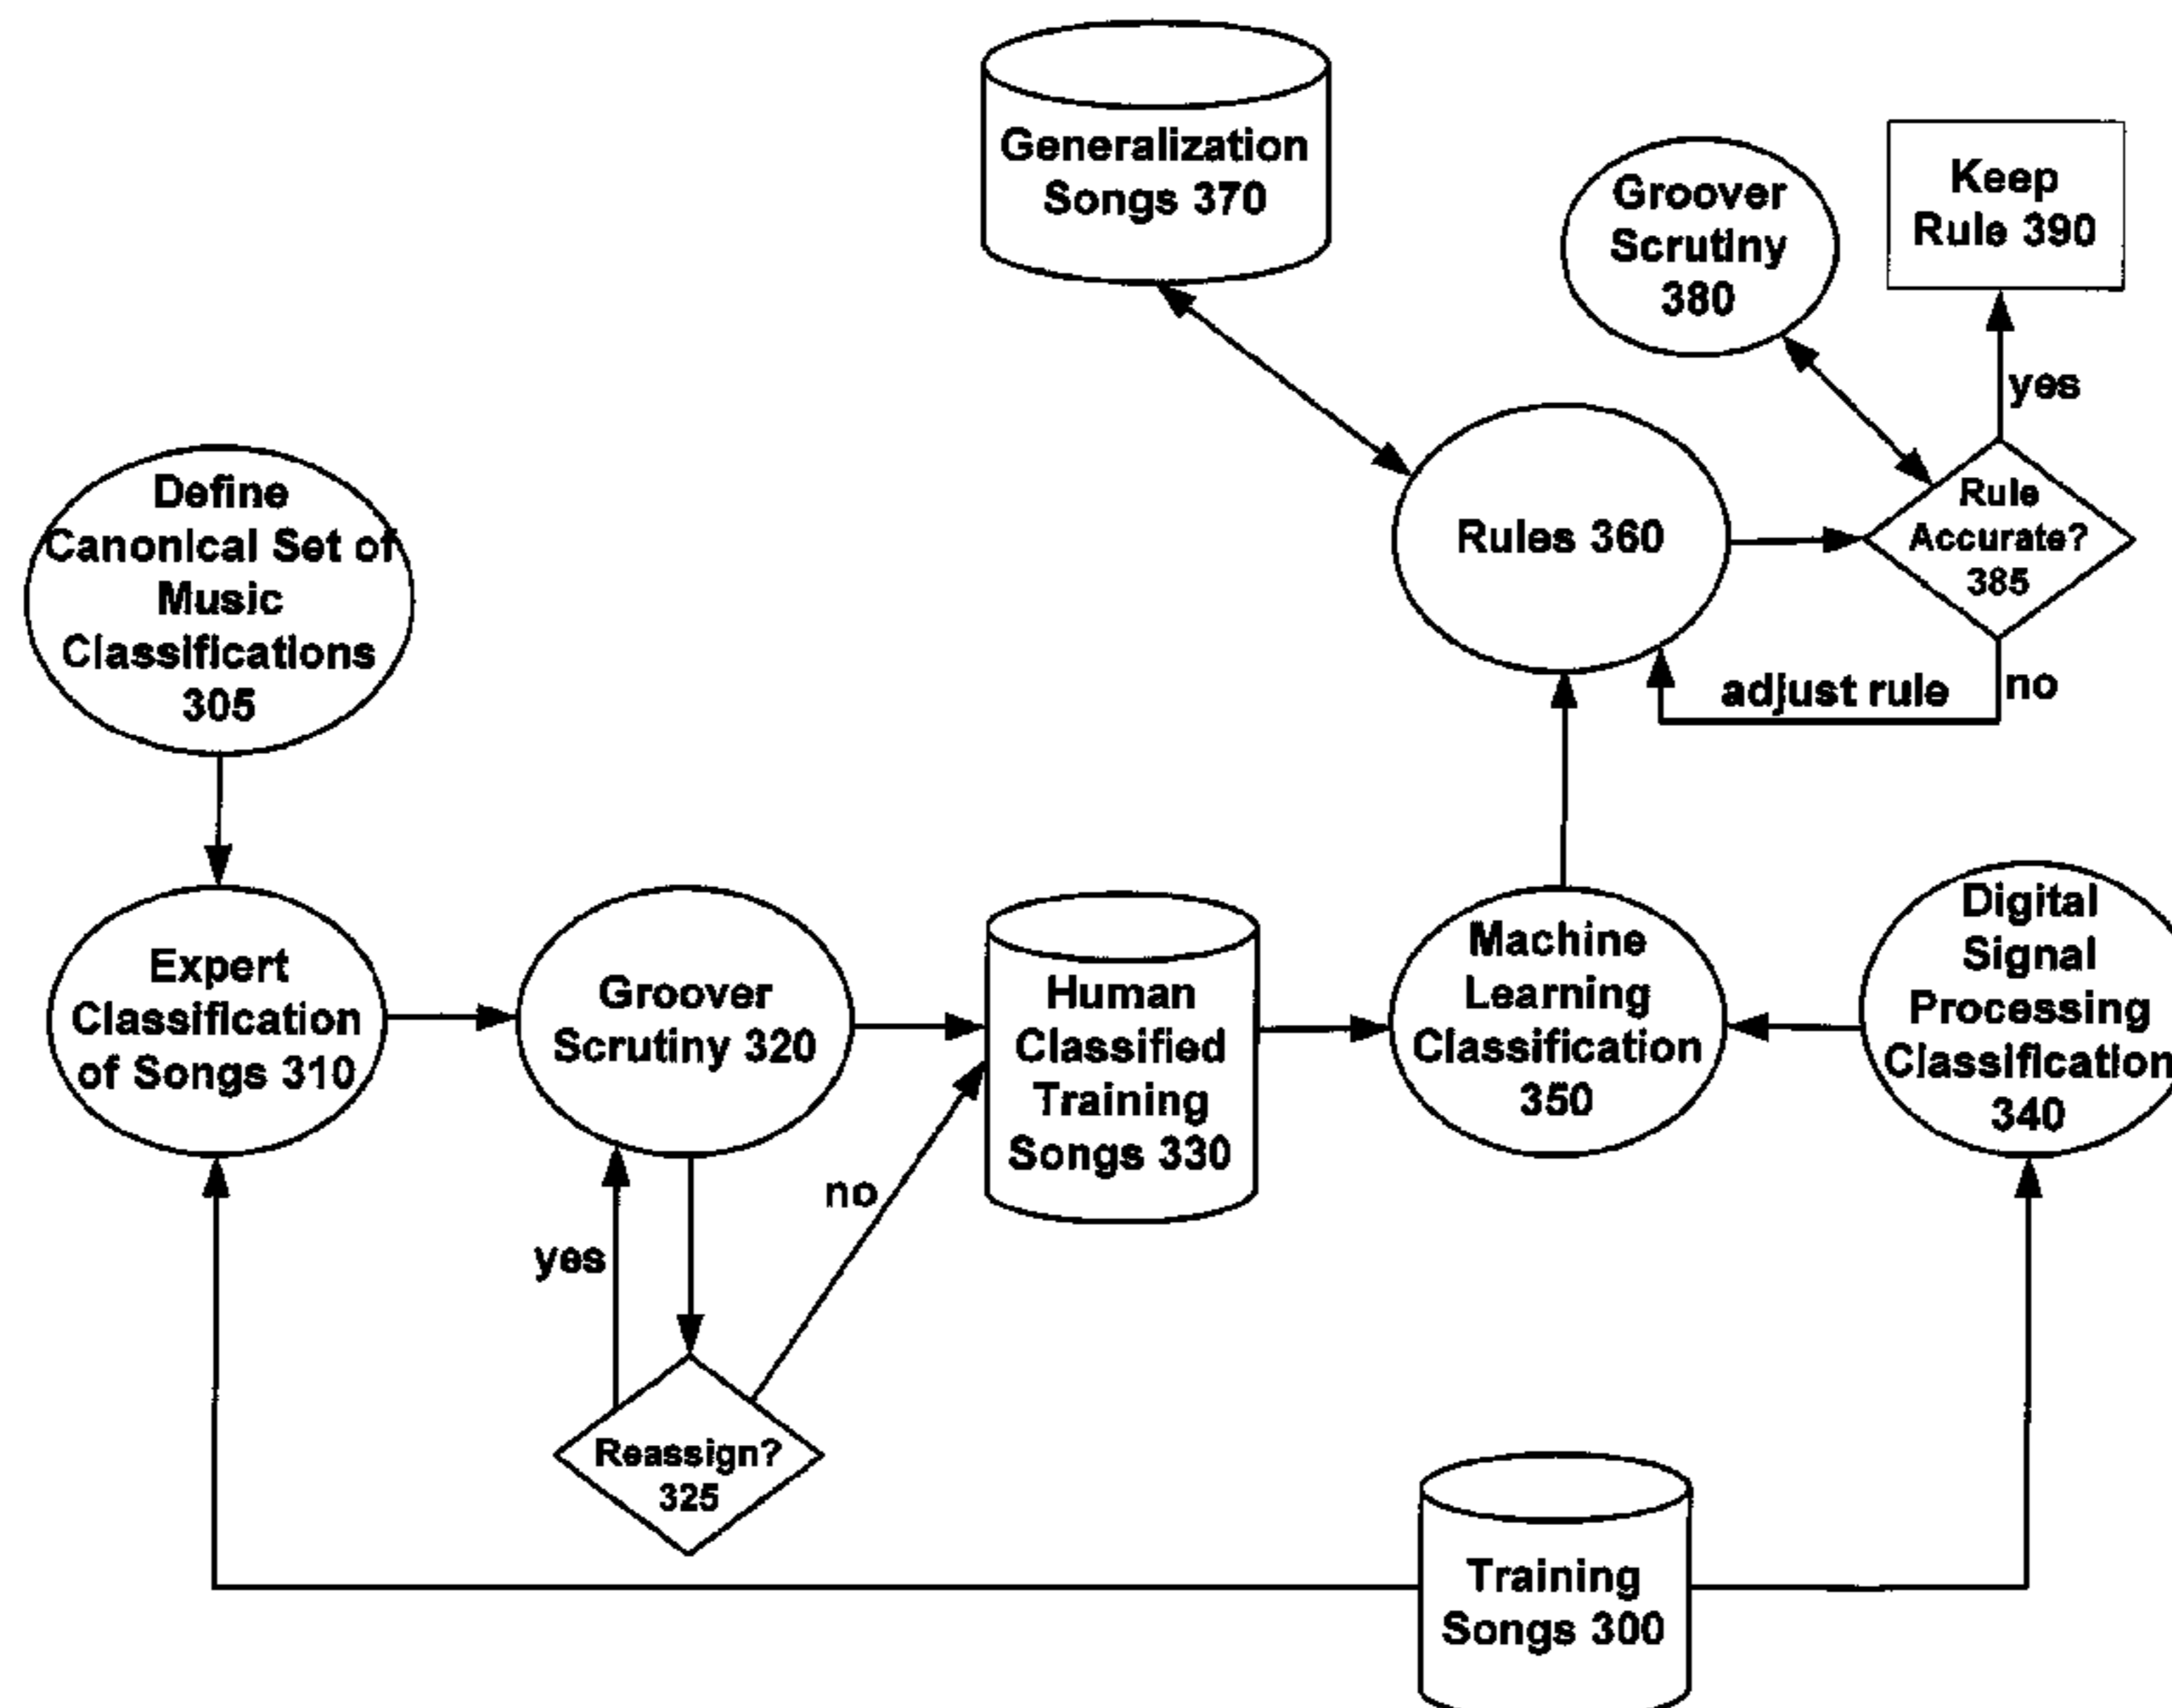 Generalization
Songs 370
Groover
Scrutiny
380
Keep
Rule 390
yes
Define
Canonical Set of
Music
Classifications
305
Rules 360
Rule
Accurate?
385
adjust rule
no
Expert
Classification
of Songs 310
Groover
Scrutiny 320
Human
Classified
Training
Songs 330
Machine
Learning
Classification
350
Digital
Signal
Processing
Classification
340
no
yes
Reassign?
325
Training
Songs 300